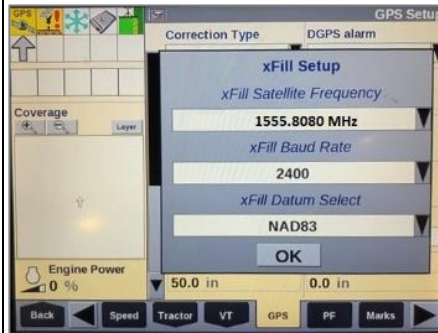 GPS
GPS Setu
Correction Type
DGPS alarm
xFill Setup
xFill Satellite Frequency
1555.8080 MHz
xFill Baud Rate
2400
xFill Datum Select
NAD83
OK
Coverage
Layer
Engine Power
0 %
50.0 in
0.0 in
Back
Speed
Tractor
VT
GPS
PF
Marks